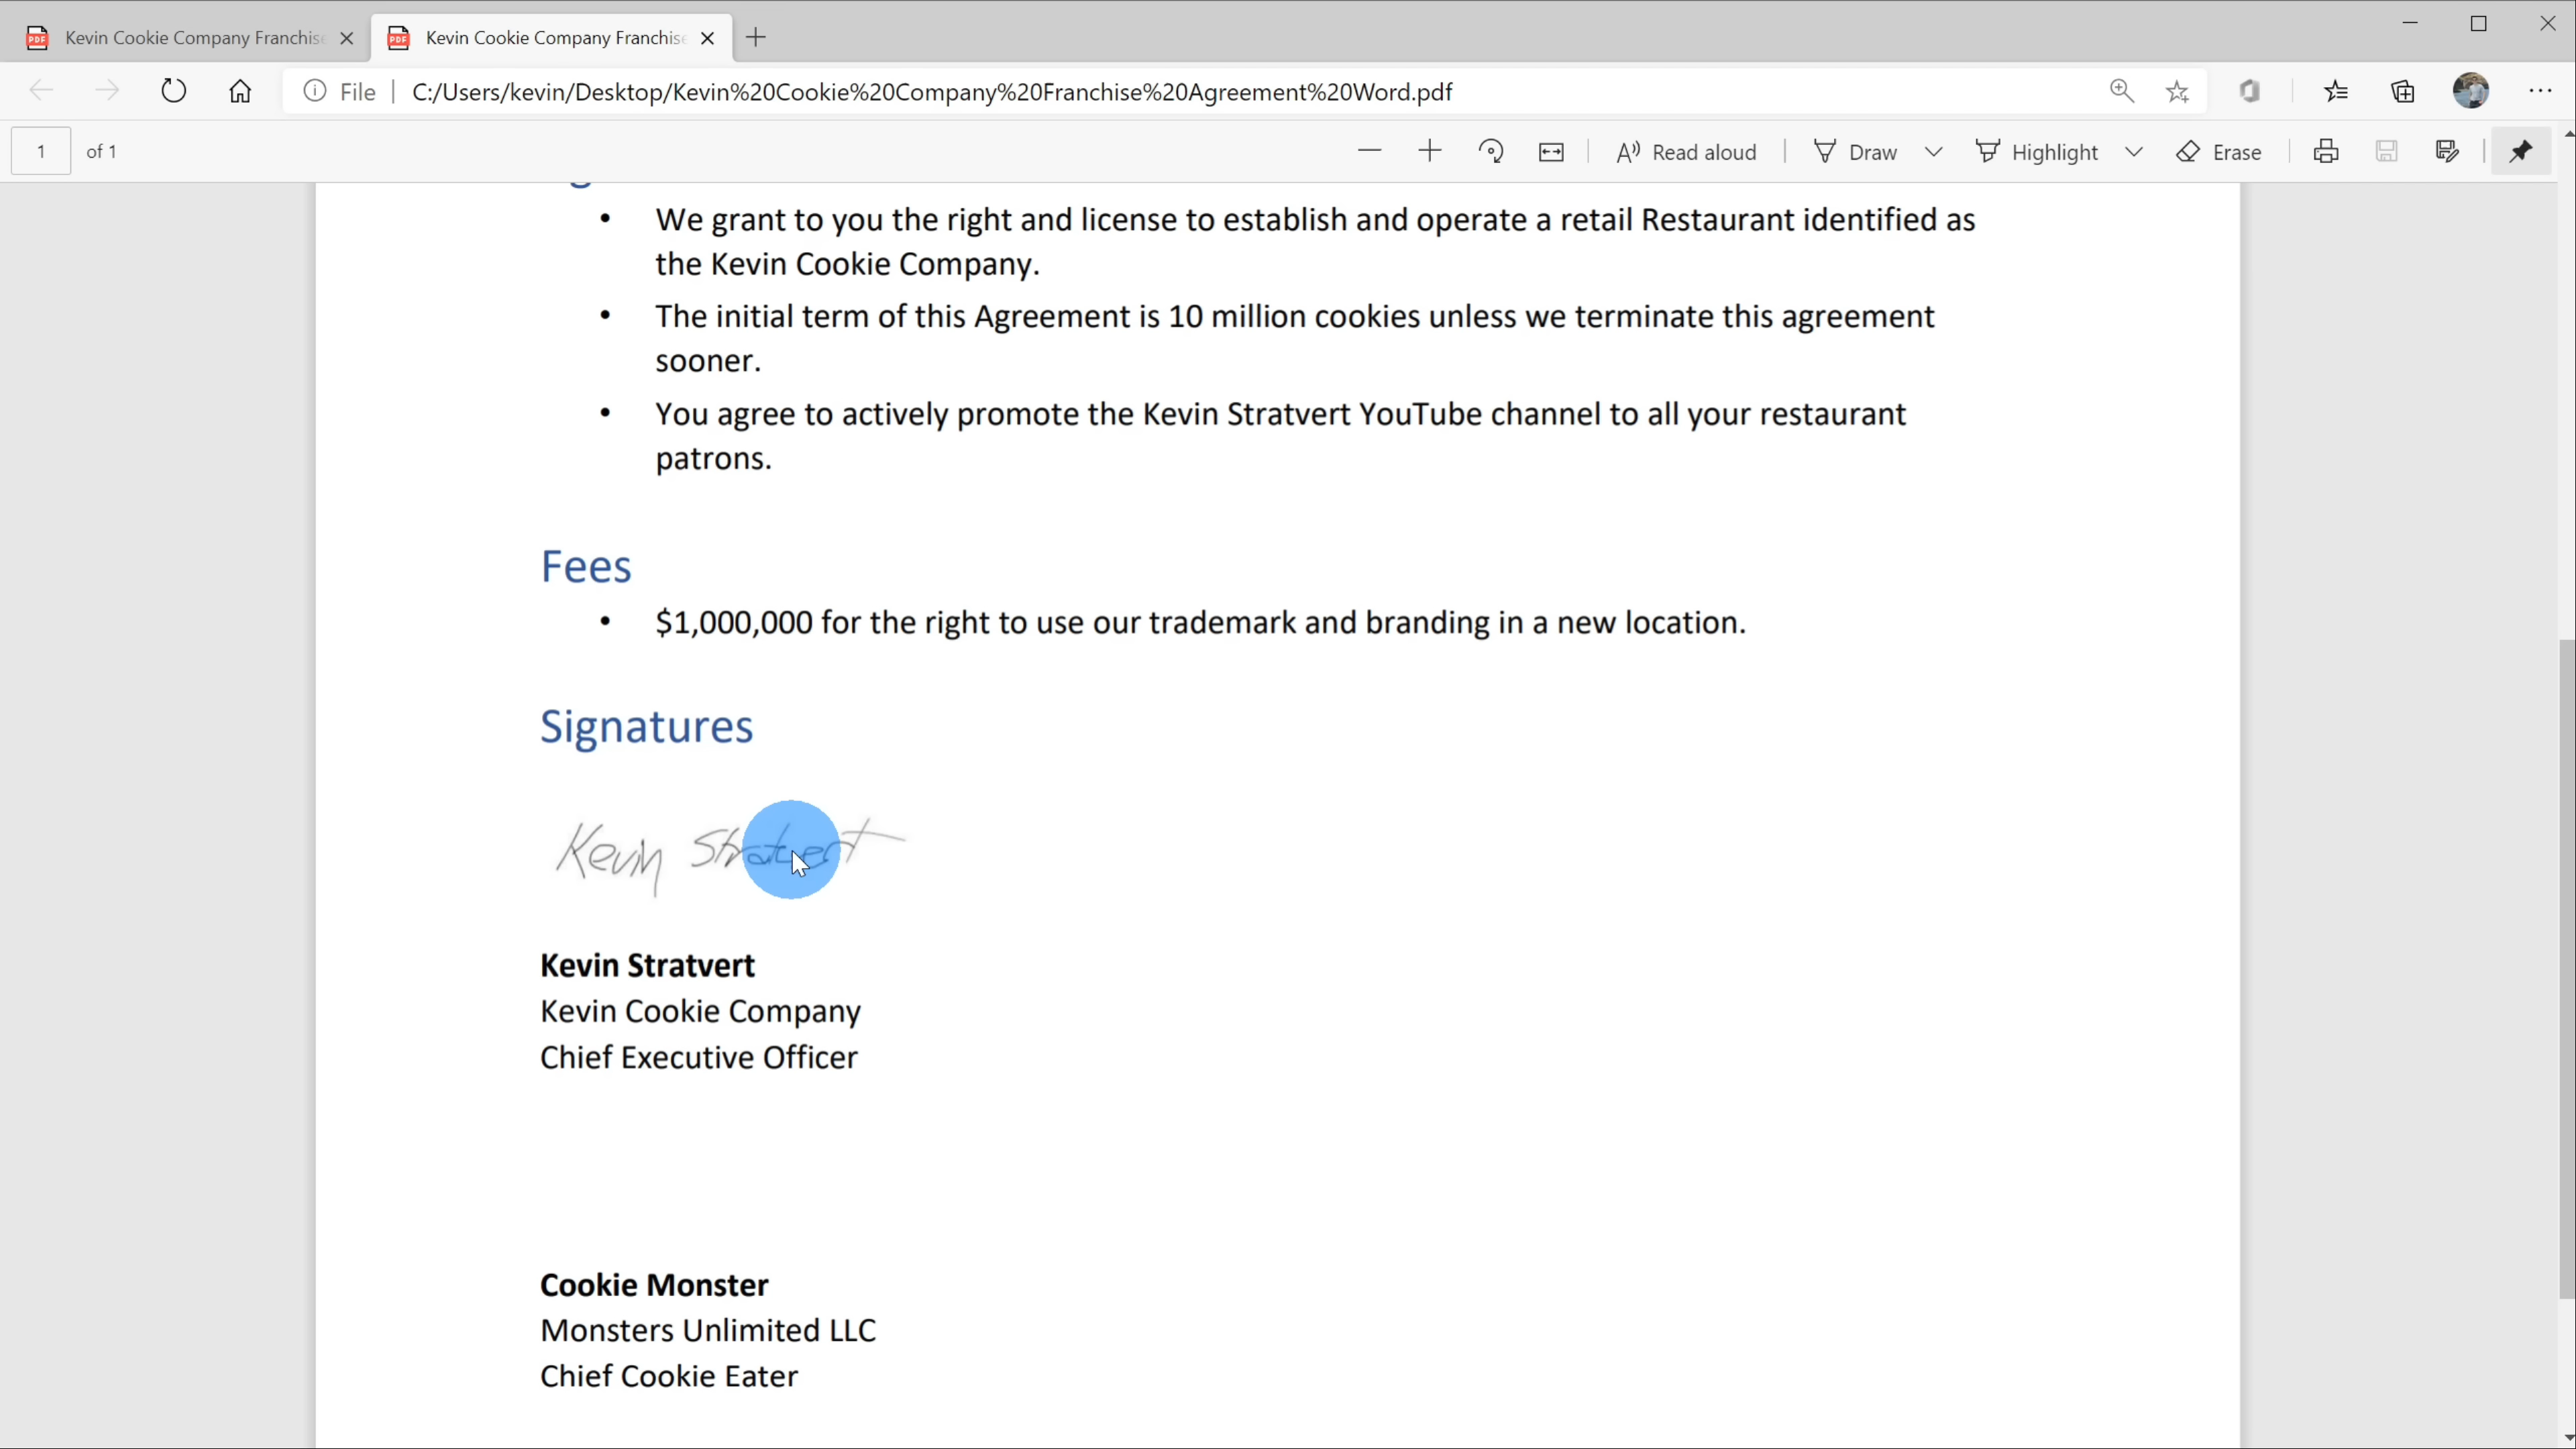 Kevin Cookie Company Franchise
Kevin Cookie Company Franchise
File C:/Users/kevin/Desktop/Kevin%20Cookie%20Company%20Franchise%20Agreement%20Word.pdf
1 of 1 Read aloud Draw Highlight Erase
• We grant to you the right and license to establish and operate a retail Restaurant identified as
the Kevin Cookie Company.
• The initial term of this Agreement is 10 million cookies unless we terminate this agreement
sooner.
• You agree to actively promote the Kevin Stratvert YouTube channel to all your restaurant
patrons.
Fees
• $1,000,000 for the right to use our trademark and branding in a new location.
Signatures
Kevin Stratvert
Kevin Stratvert
Kevin Cookie Company
Chief Executive Officer
Cookie Monster
Monsters Unlimited LLC
Chief Cookie Eater